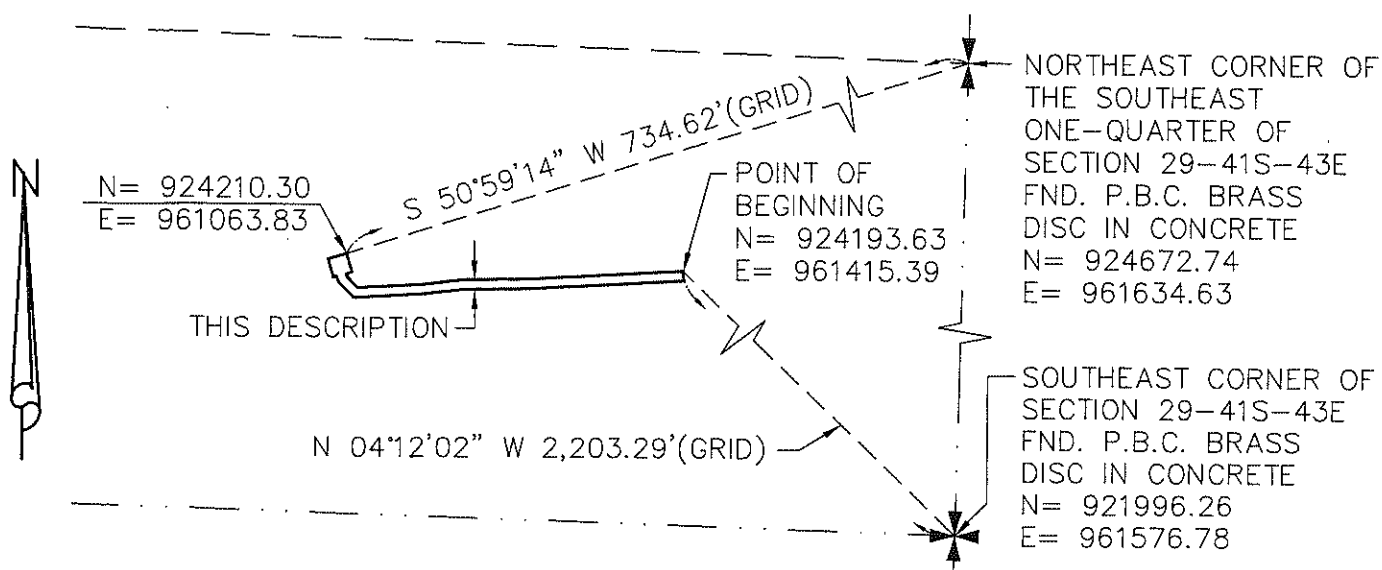 NORTHEAST CORNER OF
THE SOUTHEAST
ONE-QUARTER OF
SECTION 29-41S-43E
FND. P.B.C. BRASS
DISC IN CONCRETE
N= 924672.74
E= 961634.63
S 50°59'14" W 734.62'(GRID)
N
N= 924210.30
E= 961063.83
POINT OF
BEGINNING
N= 924193.63
E= 961415.39
THIS DESCRIPTION
N 04°12'02" W 2,203.29'(GRID)
SOUTHEAST CORNER OF
SECTION 29-41S-43E
FND. P.B.C. BRASS
DISC IN CONCRETE
N= 921996.26
E= 961576.78